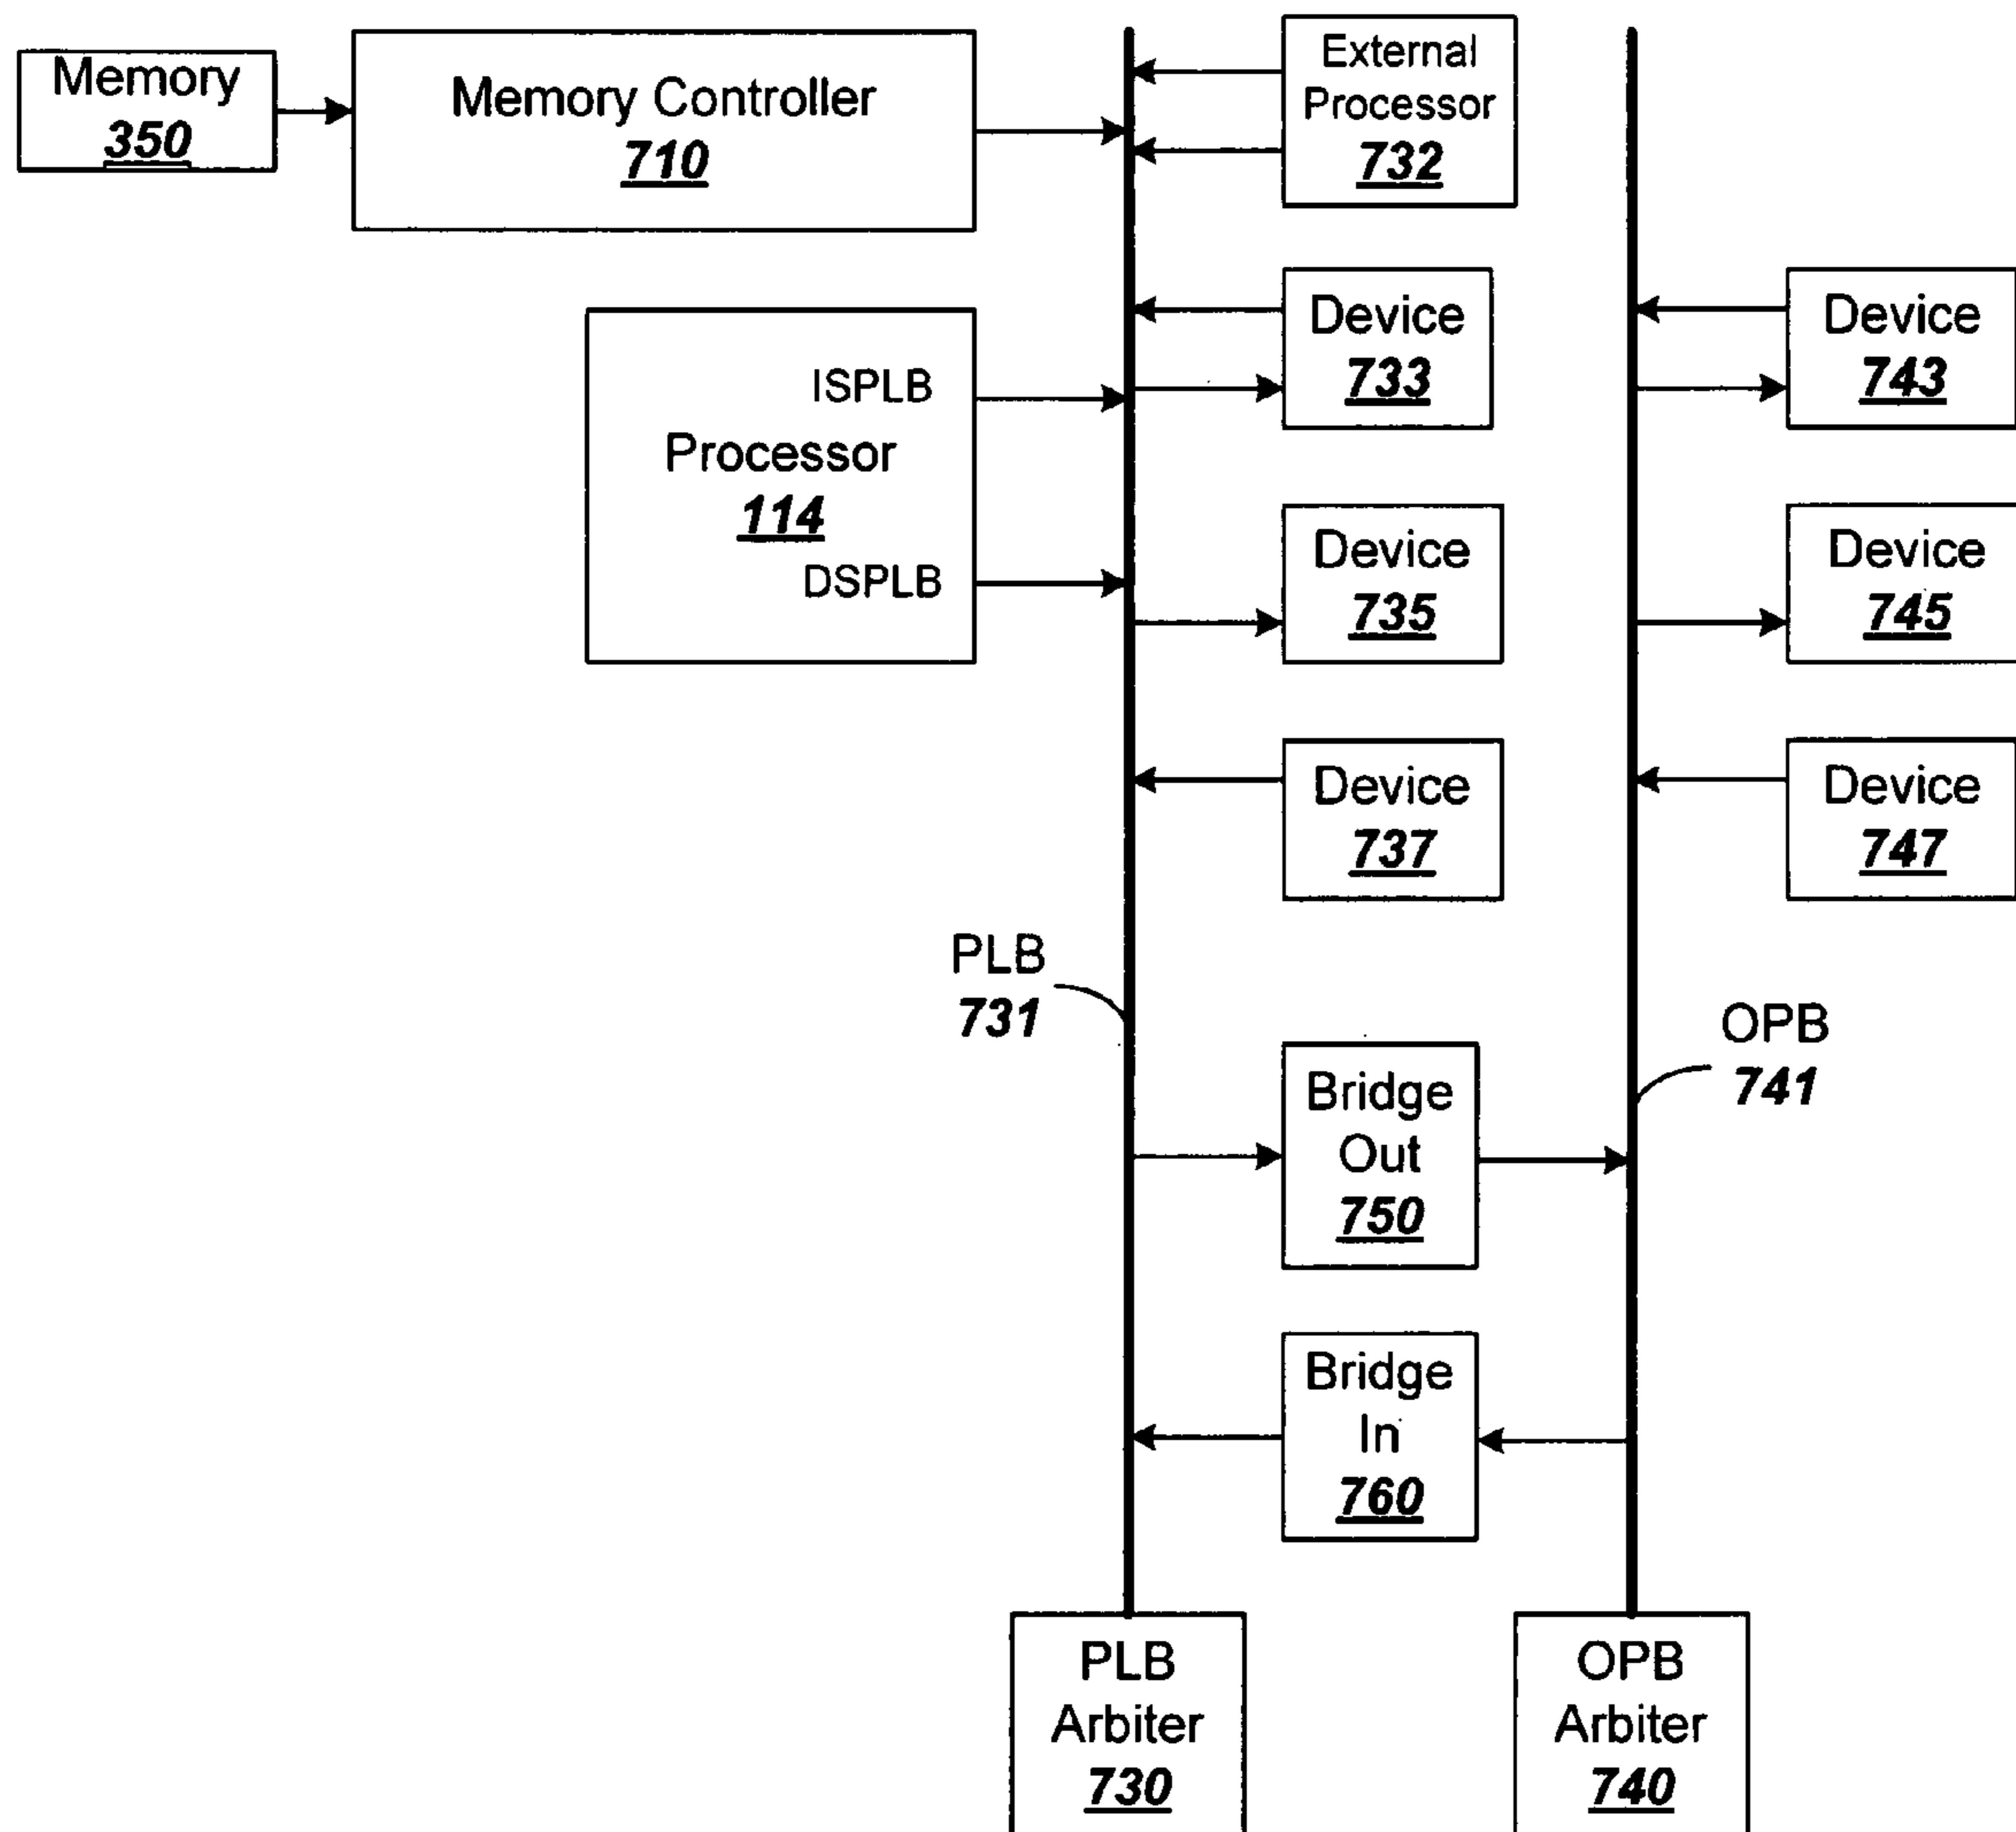 Memory
350
Memory Controller
710
External
Processor
732
ISPLB
Processor
114
DSPLB
Device
733
Device
743
Device
735
Device
745
Device
737
Device
747
PLB
731
OPB
741
Bridge
Out
750
Bridge
In
760
PLB
Arbiter
730
OPB
Arbiter
740